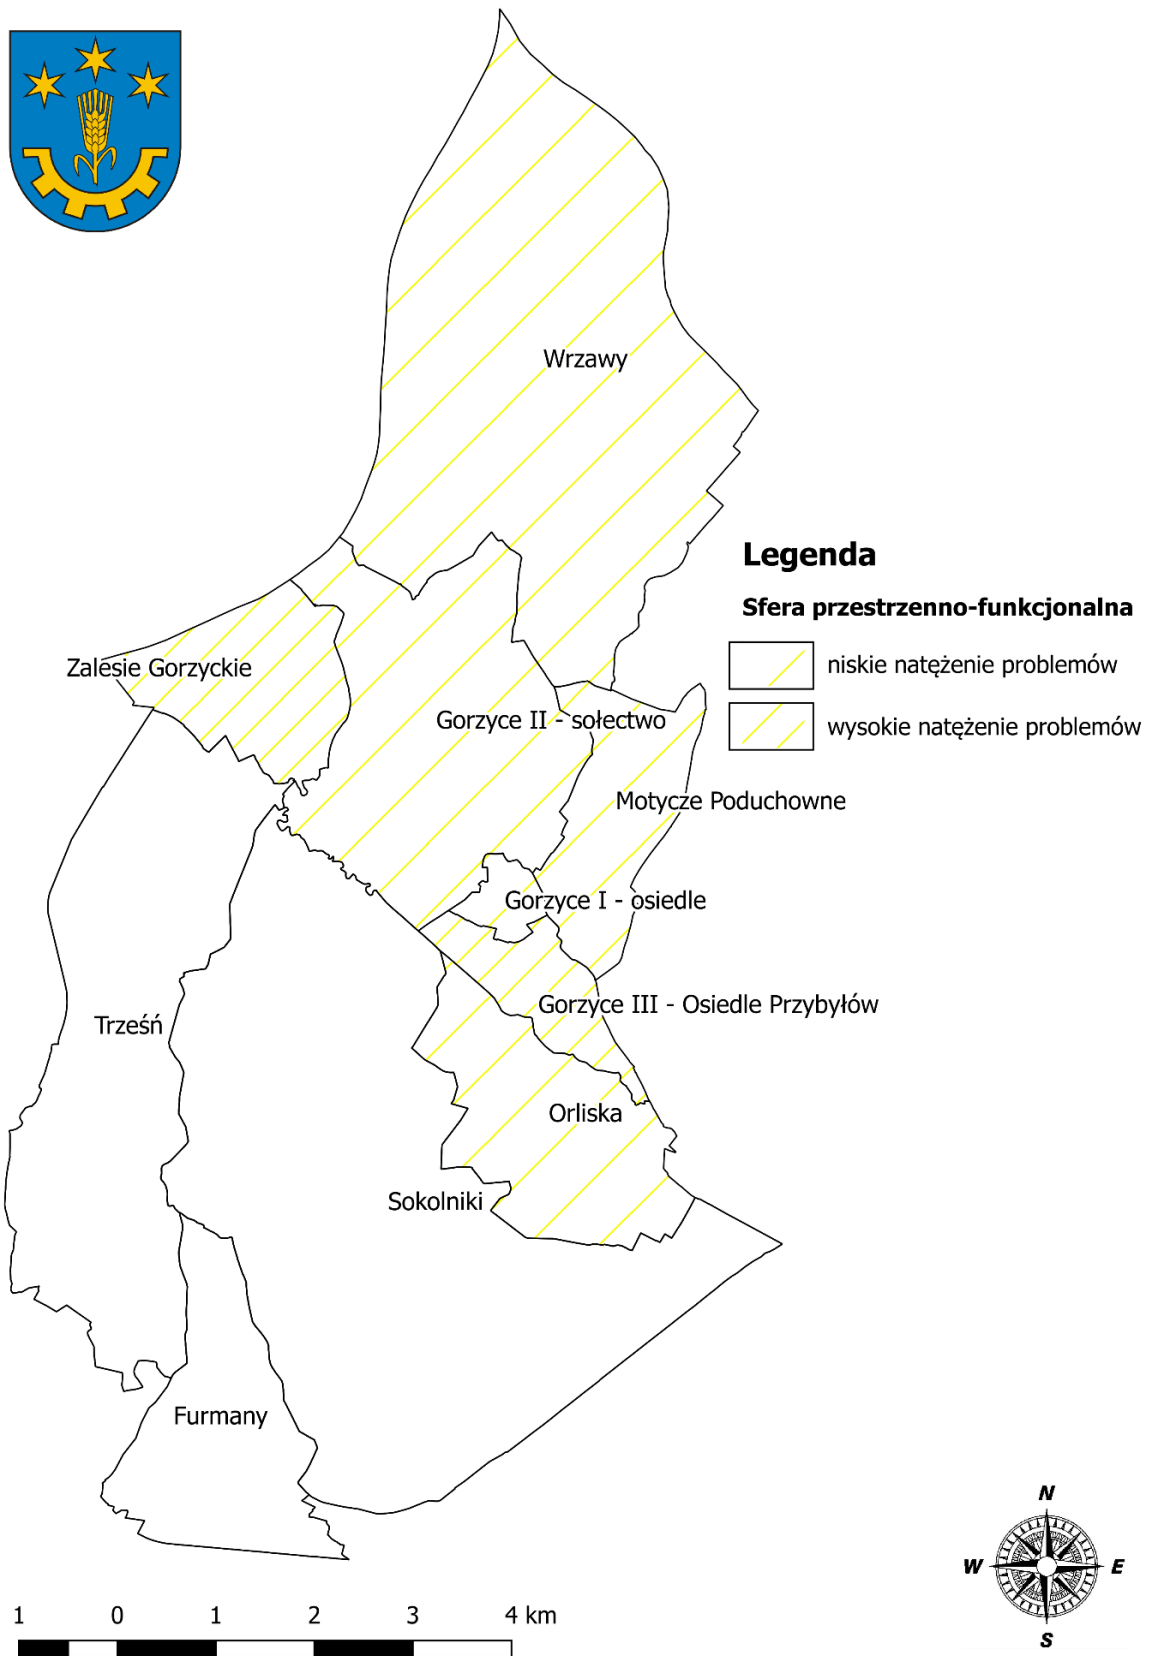 Wrzawy
Legenda
Sfera przestrzenno-funkcjonalna
niskie natężenie problemów
wysokie natężenie problemów
Zalesie Gorzyckie
Gorzyce II - sołectwo
Motycze Poduchowne
Gorzyce I - osiedle
Gorzyce III - Osiedle Przybyłów
Trześń
Orliska
Sokolniki
Furmany
N
W E
S
1 0 1 2 3 4 km